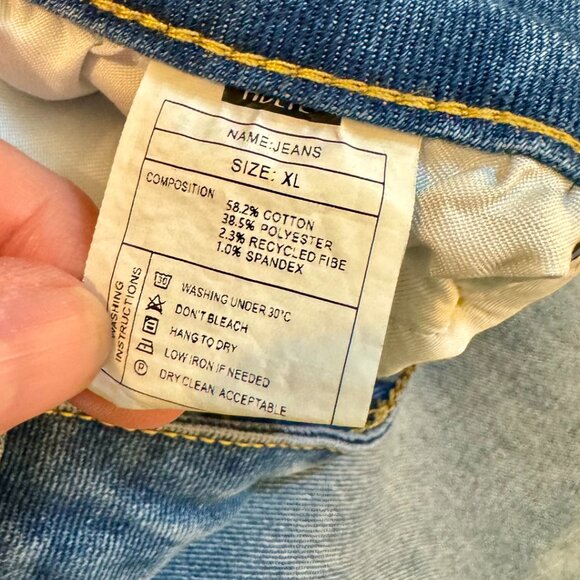 NAME:JEANS
SIZE: XL
COMPOSITION
58.2% COTTON
38.5% POLYESTER
2.3% RECYCLED FIBE
1.0% SPANDEX
WASHING
INSTRUCTIONS
30
WASHING UNDER 30°C
DON'T BLEACH
HANG TO DRY
LOW IRON IF NEEDED
P
DRY CLEAN ACCEPTABLE